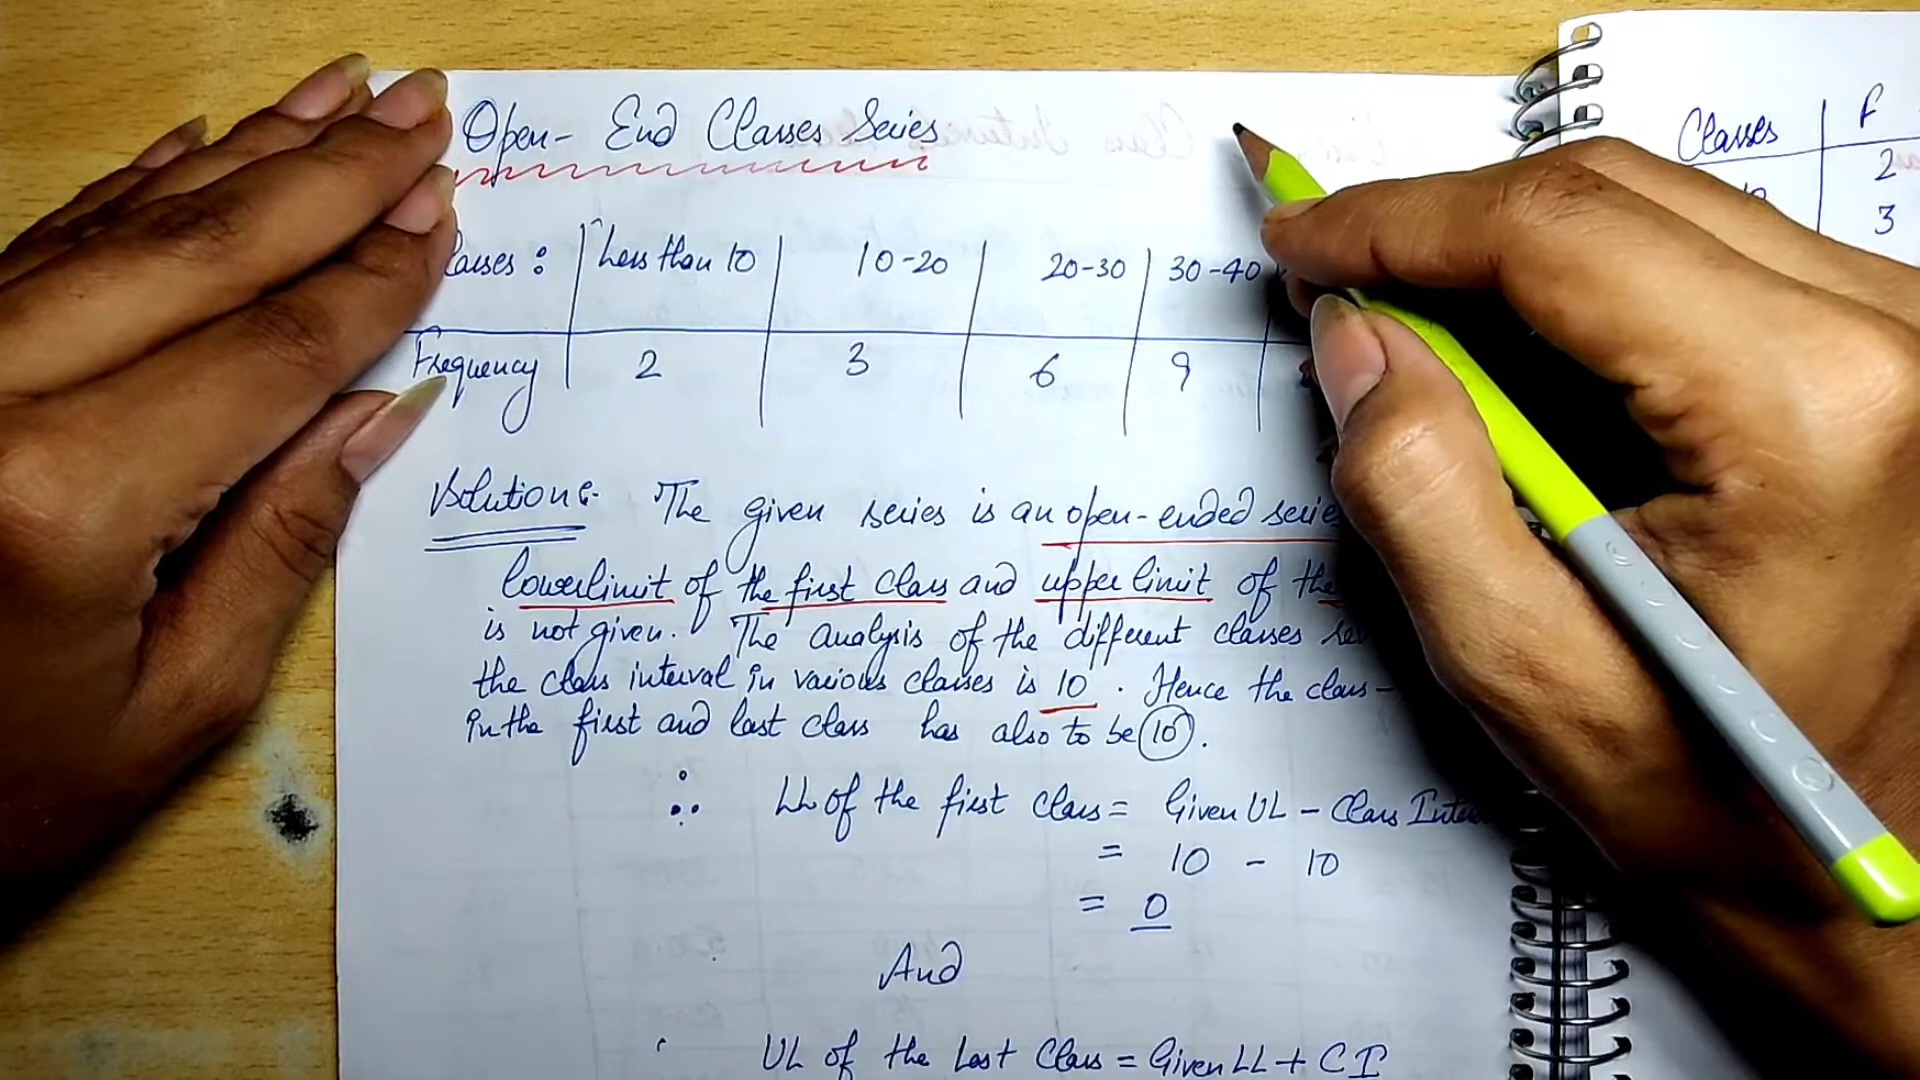 Open-End Classes Series
lasses : Less than 10 10-20 20-30 30-40
Frequency 2 3 6 9
Solution:- The given series is an open-ended series
lower limit of the first class and upper limit of the
is not given. The analysis of the different classes
the class interval in various classes is 10. Hence the class-
in the first and last class has also to be 10.
∴ LL of the first class = Given UL - Class
= 10 - 10
= 0
And
UL of the Last Class = Given LL + CI
Classes F
2
3